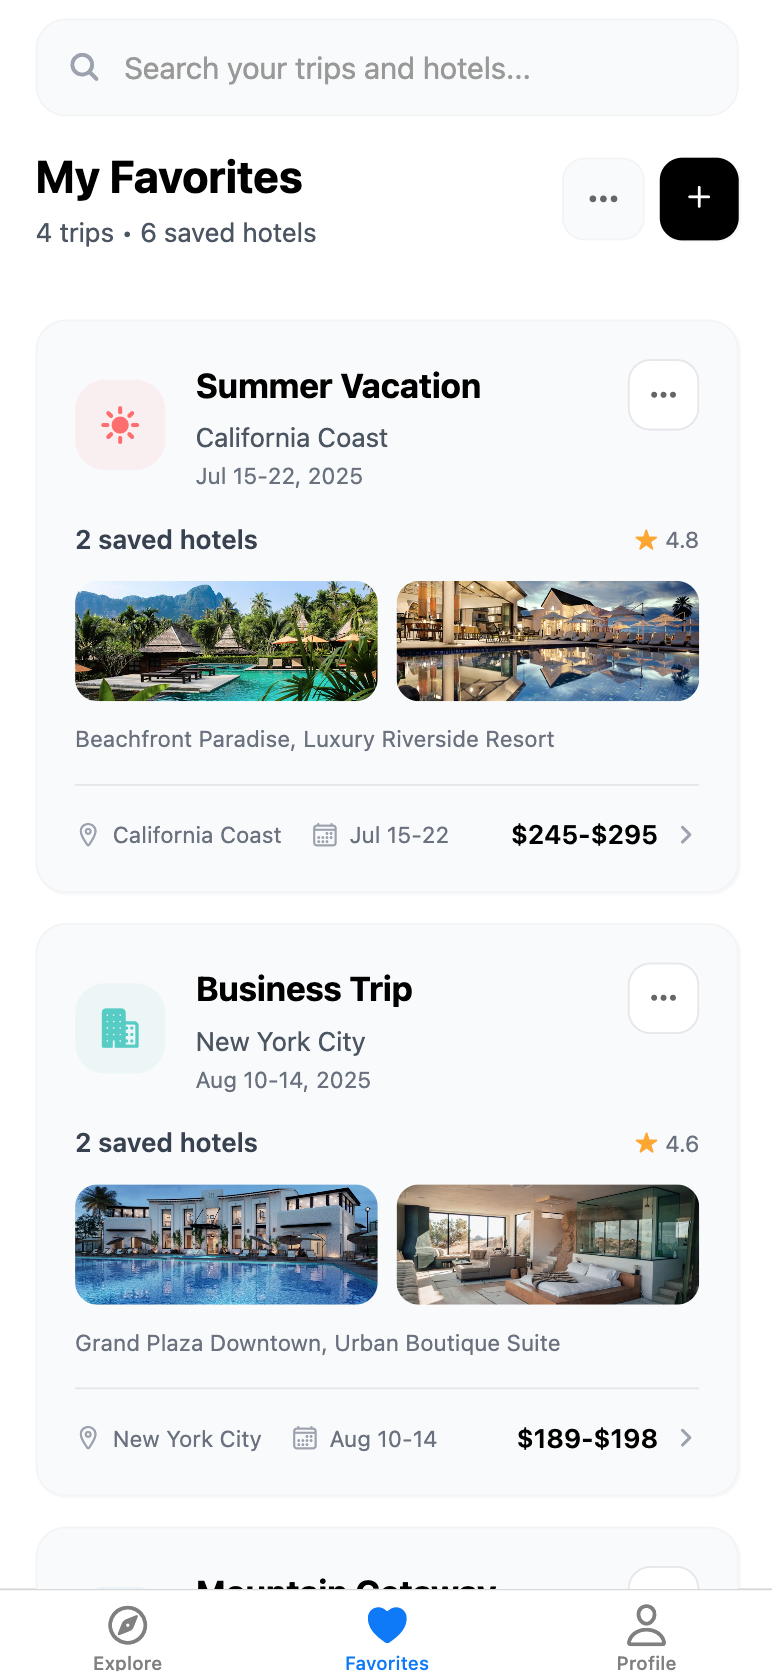 Search your trips and hotels...
My Favorites
4 trips • 6 saved hotels
Summer Vacation
California Coast
Jul 15-22, 2025
2 saved hotels
4.8
Beachfront Paradise, Luxury Riverside Resort
California Coast
Jul 15-22
$245-$295
Business Trip
New York City
Aug 10-14, 2025
2 saved hotels
4.6
Grand Plaza Downtown, Urban Boutique Suite
New York City
Aug 10-14
$189-$198
Mountain Getaway
Explore
Favorites
Profile